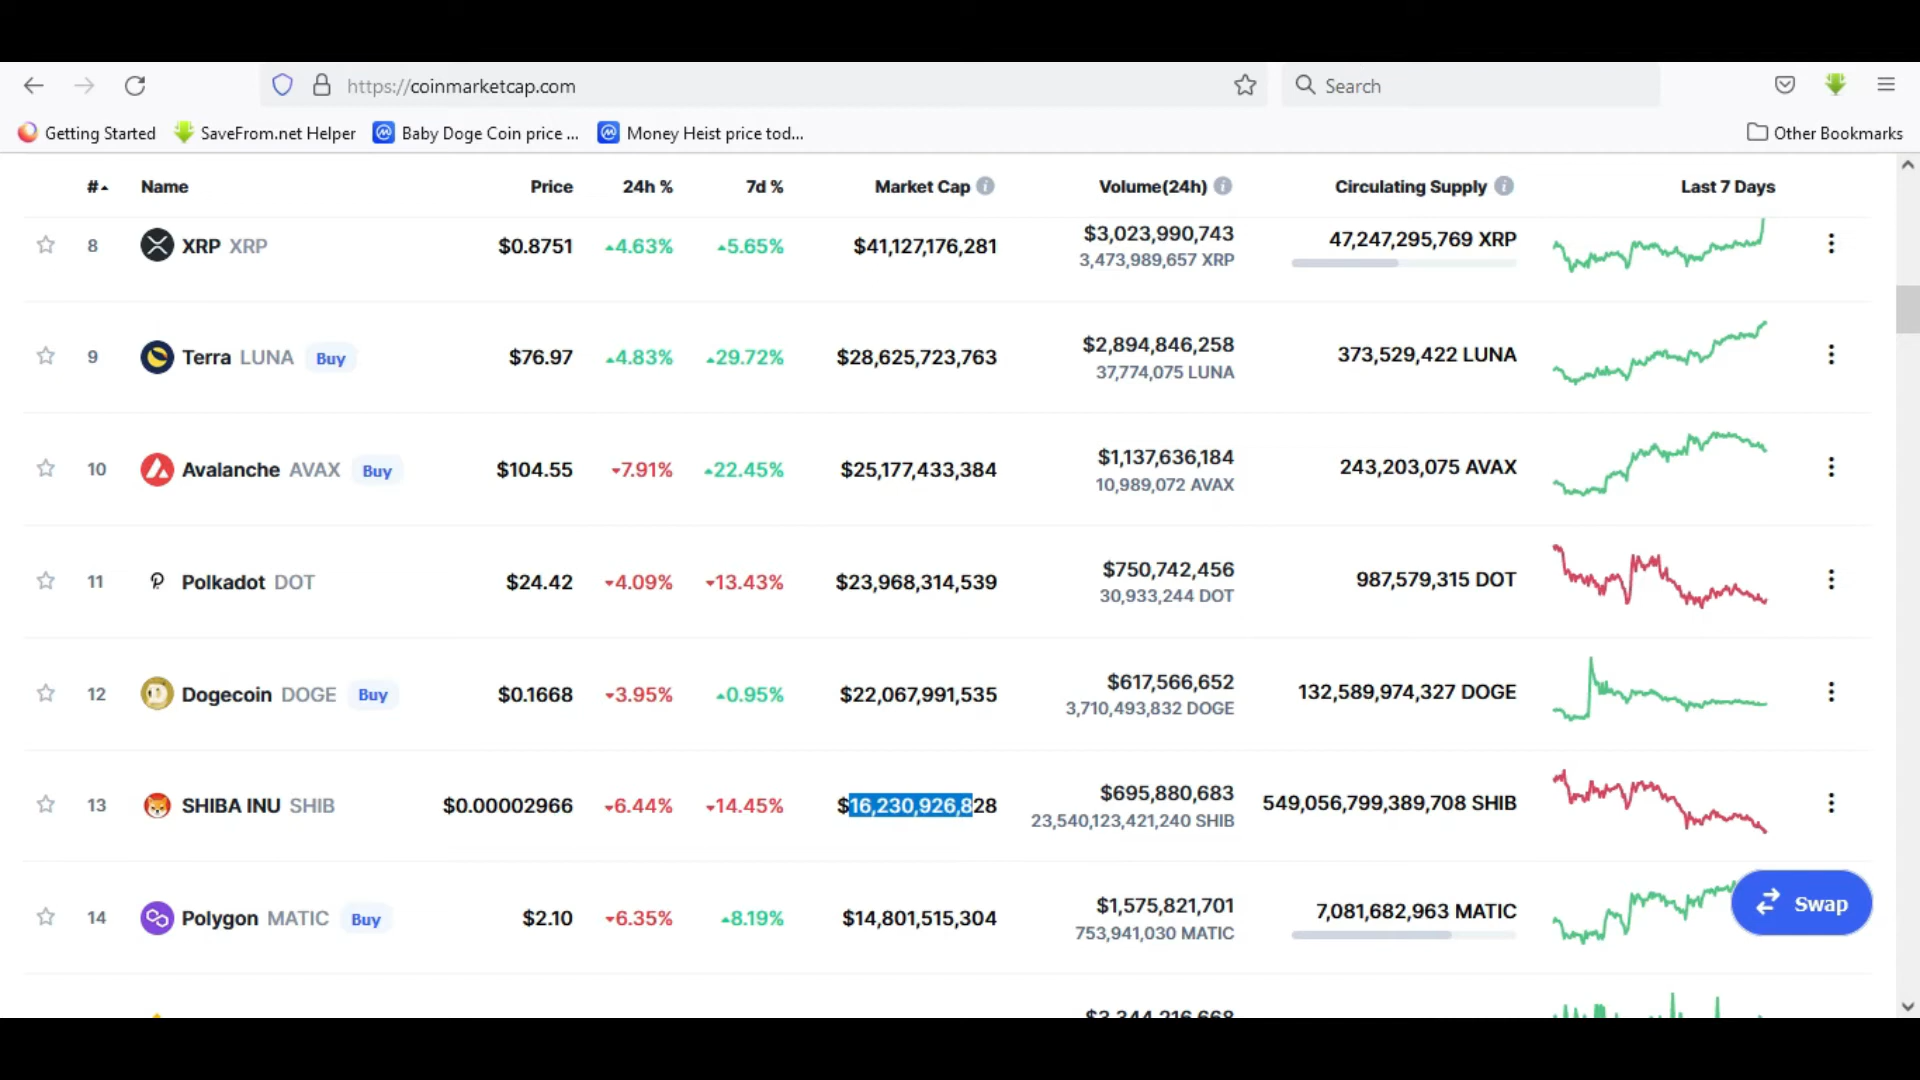 https://coinmarketcap.com
Search
Getting Started
SaveFrom.net Helper
Baby Doge Coin price ...
Money Heist price tod...
Other Bookmarks
# Name Price 24h % 7d % Market Cap Volume(24h) Circulating Supply Last 7 Days
8 XRP XRP $0.8751 4.63% 5.65% $41,127,176,281 $3,023,990,743 47,247,295,769 XRP
3,473,989,657 XRP
9 Terra LUNA Buy $76.97 4.83% 29.72% $28,625,723,763 $2,894,846,258 373,529,422 LUNA
37,774,075 LUNA
10 Avalanche AVAX Buy $104.55 7.91% 22.45% $25,177,433,384 $1,137,636,184 243,203,075 AVAX
10,989,072 AVAX
11 Polkadot DOT $24.42 4.09% 13.43% $23,968,314,539 $750,742,456 987,579,315 DOT
30,933,244 DOT
12 Dogecoin DOGE Buy $0.1668 3.95% 0.95% $22,067,991,535 $617,566,652 132,589,974,327 DOGE
3,710,493,832 DOGE
13 SHIBA INU SHIB $0.00002966 6.44% 14.45% $16,230,926,828 $695,880,683 549,056,799,389,708 SHIB
23,540,123,421,240 SHIB
14 Polygon MATIC Buy $2.10 6.35% 8.19% $14,801,515,304 $1,575,821,701 7,081,682,963 MATIC
753,941,030 MATIC
Swap